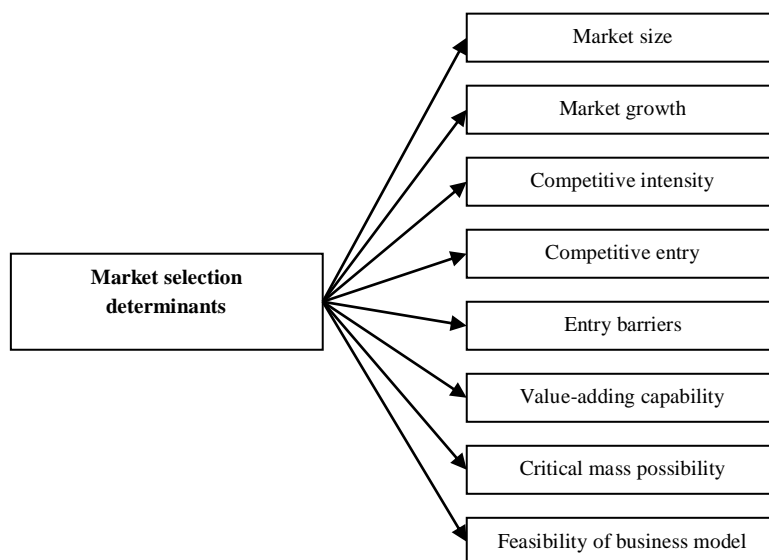 Market size
Market growth
Competitive intensity
Competitive entry
Market selection
determinants
Entry barriers
Value-adding capability
Critical mass possibility
Feasibility of business model